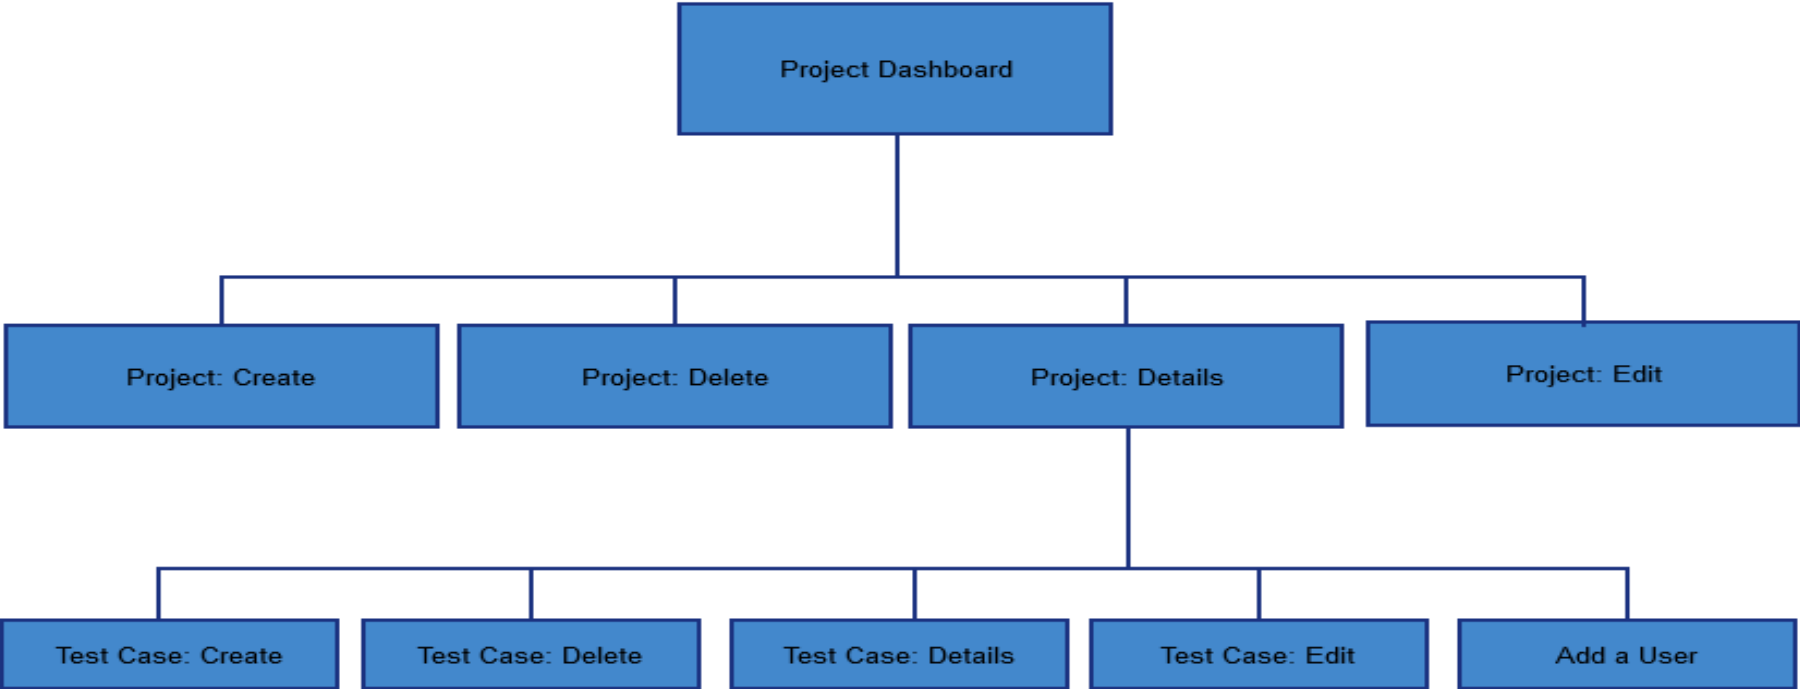 Project Dashboard
Project: Create
Project: Delete
Project: Details
Project: Edit
Test Case: Create
Test Case: Delete
Test Case: Details
Test Case: Edit
Add a User